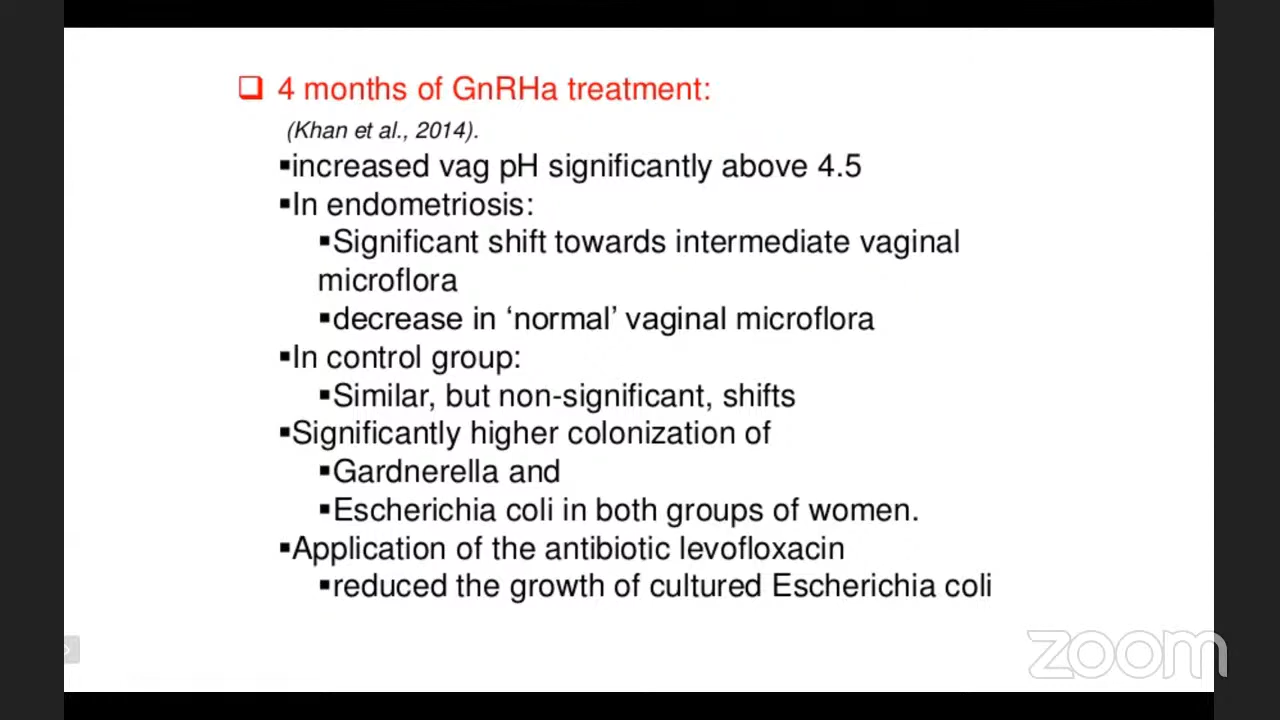 ❑ 4 months of GnRHa treatment:
(Khan et al., 2014).
▪increased vag pH significantly above 4.5
▪In endometriosis:
▪Significant shift towards intermediate vaginal
microflora
▪decrease in ‘normal’ vaginal microflora
▪In control group:
▪Similar, but non-significant, shifts
▪Significantly higher colonization of
▪Gardnerella and
▪Escherichia coli in both groups of women.
▪Application of the antibiotic levofloxacin
▪reduced the growth of cultured Escherichia coli
zoom